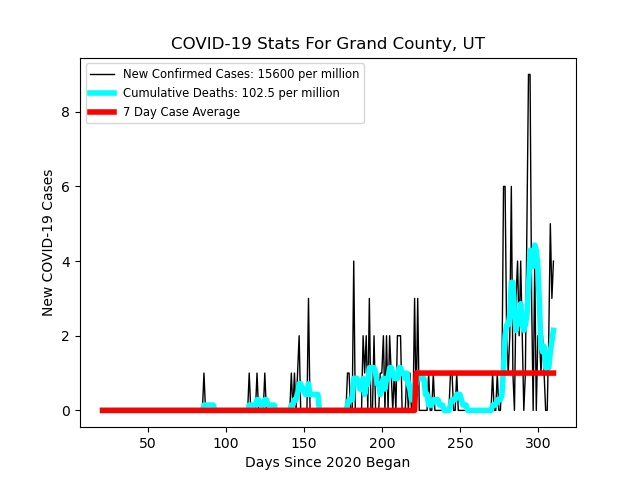 COVID-19 Stats For Grand County, UT
New Confirmed Cases: 15600 per million
Cumulative Deaths: 102.5 per million
7 Day Case Average
New COVID-19 Cases
8
6
4
2
0
50 100 150 200 250 300
Days Since 2020 Began